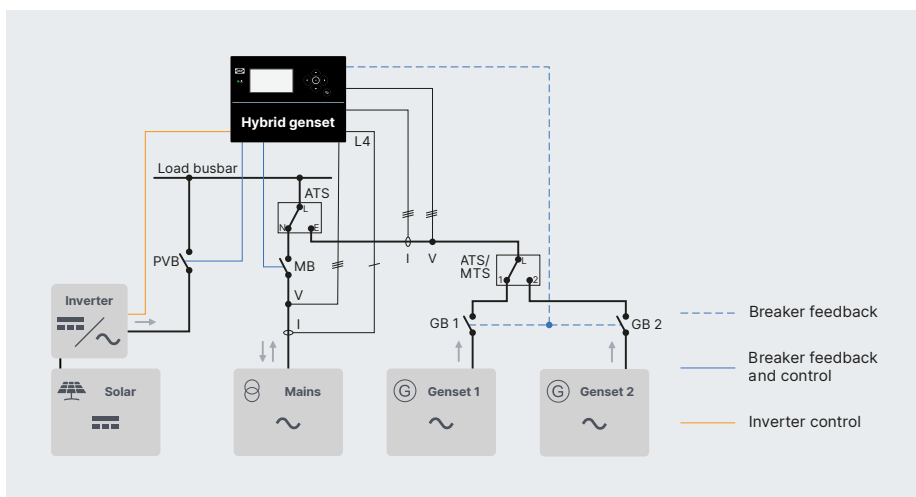 Hybrid genset
L4
Load busbar
ATS
L
N
E
PVB
MB
I
V
ATS/
MTS
L
1
2
V
Inverter
I
GB 1
GB 2
Breaker feedback
Breaker feedback
and control
Inverter control
Solar
Mains
G
Genset 1
G
Genset 2